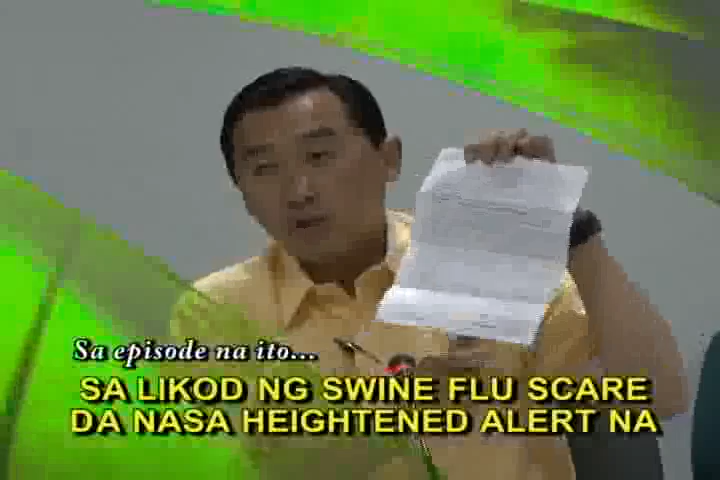 Sa episode na ito...
SA LIKOD NG SWINE FLU SCARE
DA NASA HEIGHTENED ALERT NA